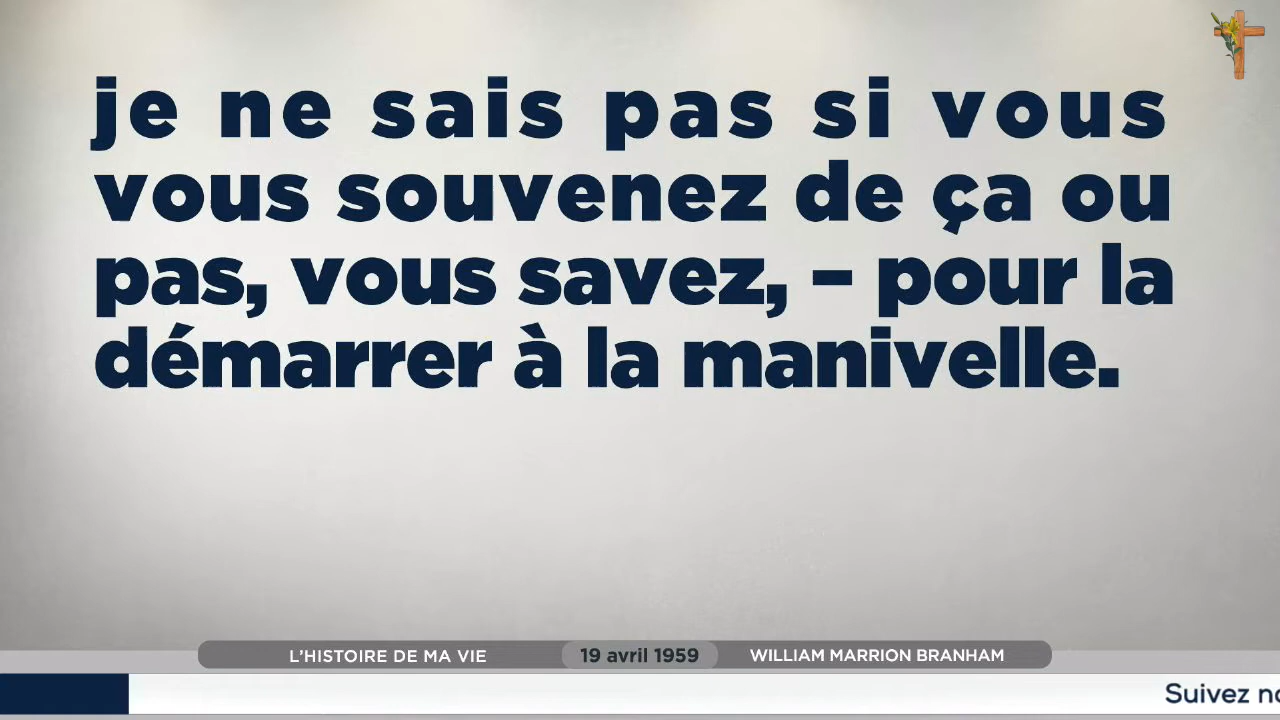 je ne sais pas si vous
vous souvenez de ça ou
pas, vous savez, – pour la
démarrer à la manivelle.
L'HISTOIRE DE MA VIE
19 avril 1959
WILLIAM MARRION BRANHAM
Suivez